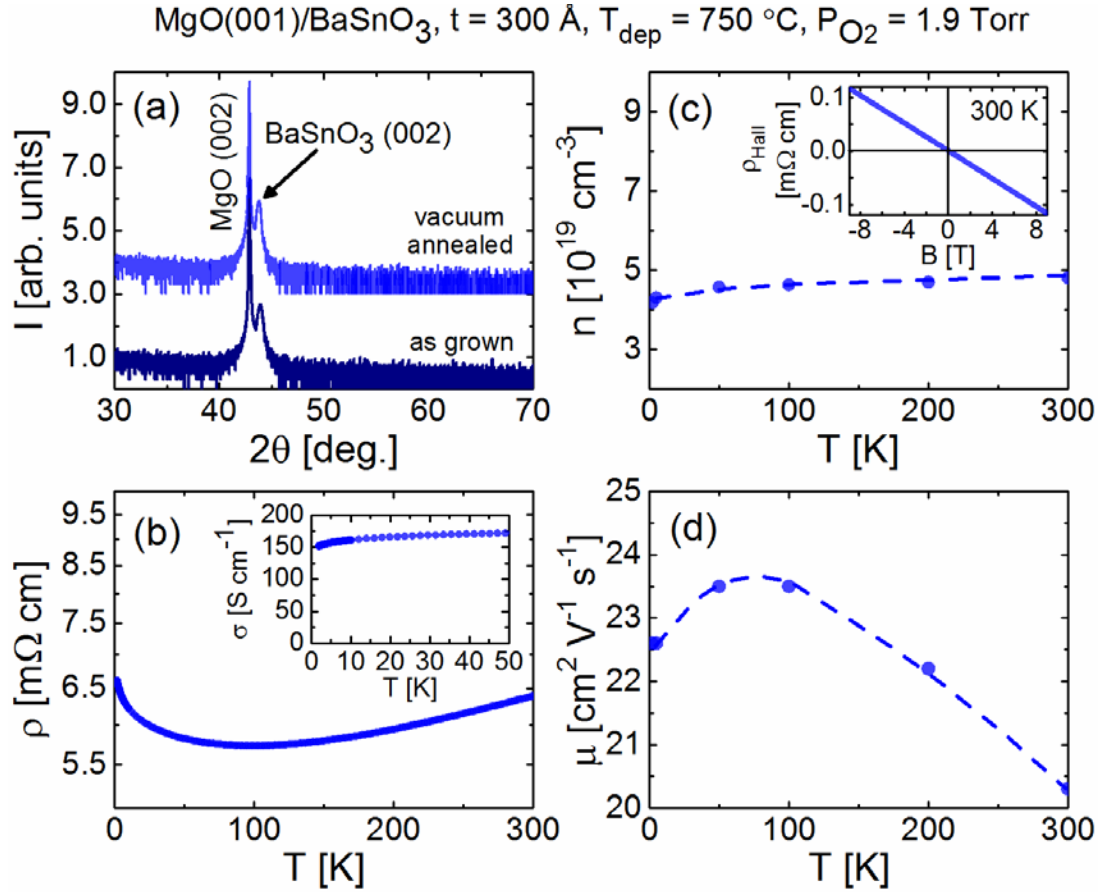 MgO(001)/BaSnO₃, t = 300 Å, T_dep = 750 °C, P_O₂ = 1.9 Torr
(a)
MgO (002)
BaSnO₃ (002)
vacuum
annealed
as grown
9.0
7.0
5.0
3.0
1.0
I [arb. units]
30 40 50 60 70
2θ [deg.]
(c)
9
7
5
3
n [10¹⁹ cm⁻³]
0 100 200 300
T [K]
300 K
0.1
0.0
-0.1
ρ_Hall
[mΩ cm]
-8 -4 0 4 8
B [T]
(b)
9.5
8.5
7.5
6.5
5.5
ρ [mΩ cm]
0 100 200 300
T [K]
250
200
150
100
50
0
σ [S cm⁻¹]
0 10 20 30 40 50
T [K]
(d)
25
24
23
22
21
20
μ [cm² V⁻¹ s⁻¹]
0 100 200 300
T [K]